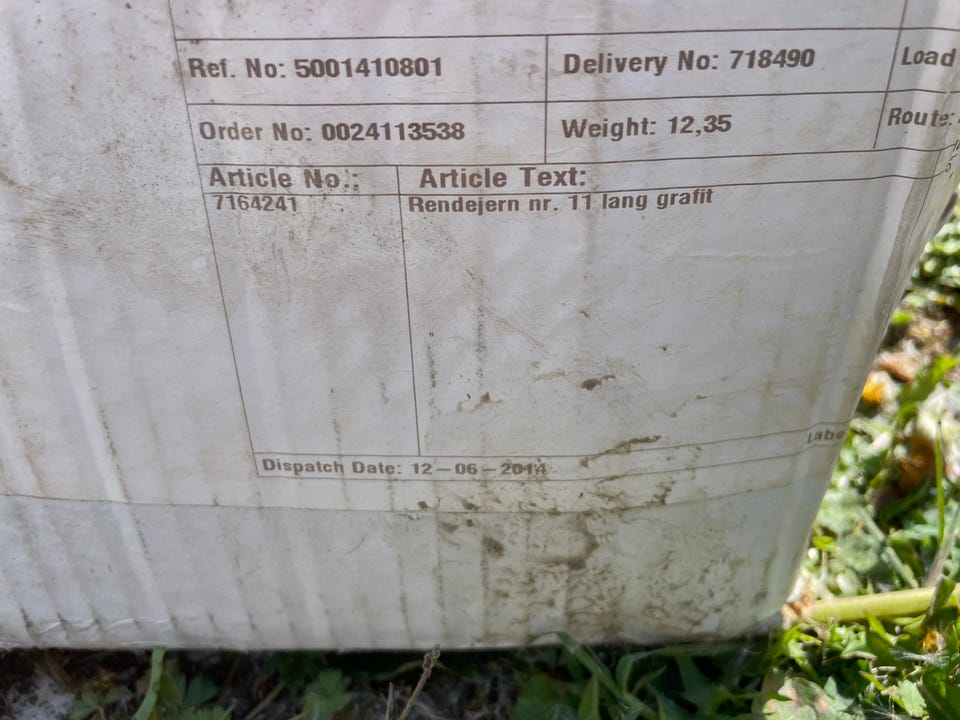 Ref. No: 5001410801 Delivery No: 718490 Load
Order No: 0024113538 Weight: 12,35 Route:
Article No.: Article Text:
7164241 Rendejern nr. 11 lang grafit
Labe
Dispatch Date: 12-06-2014